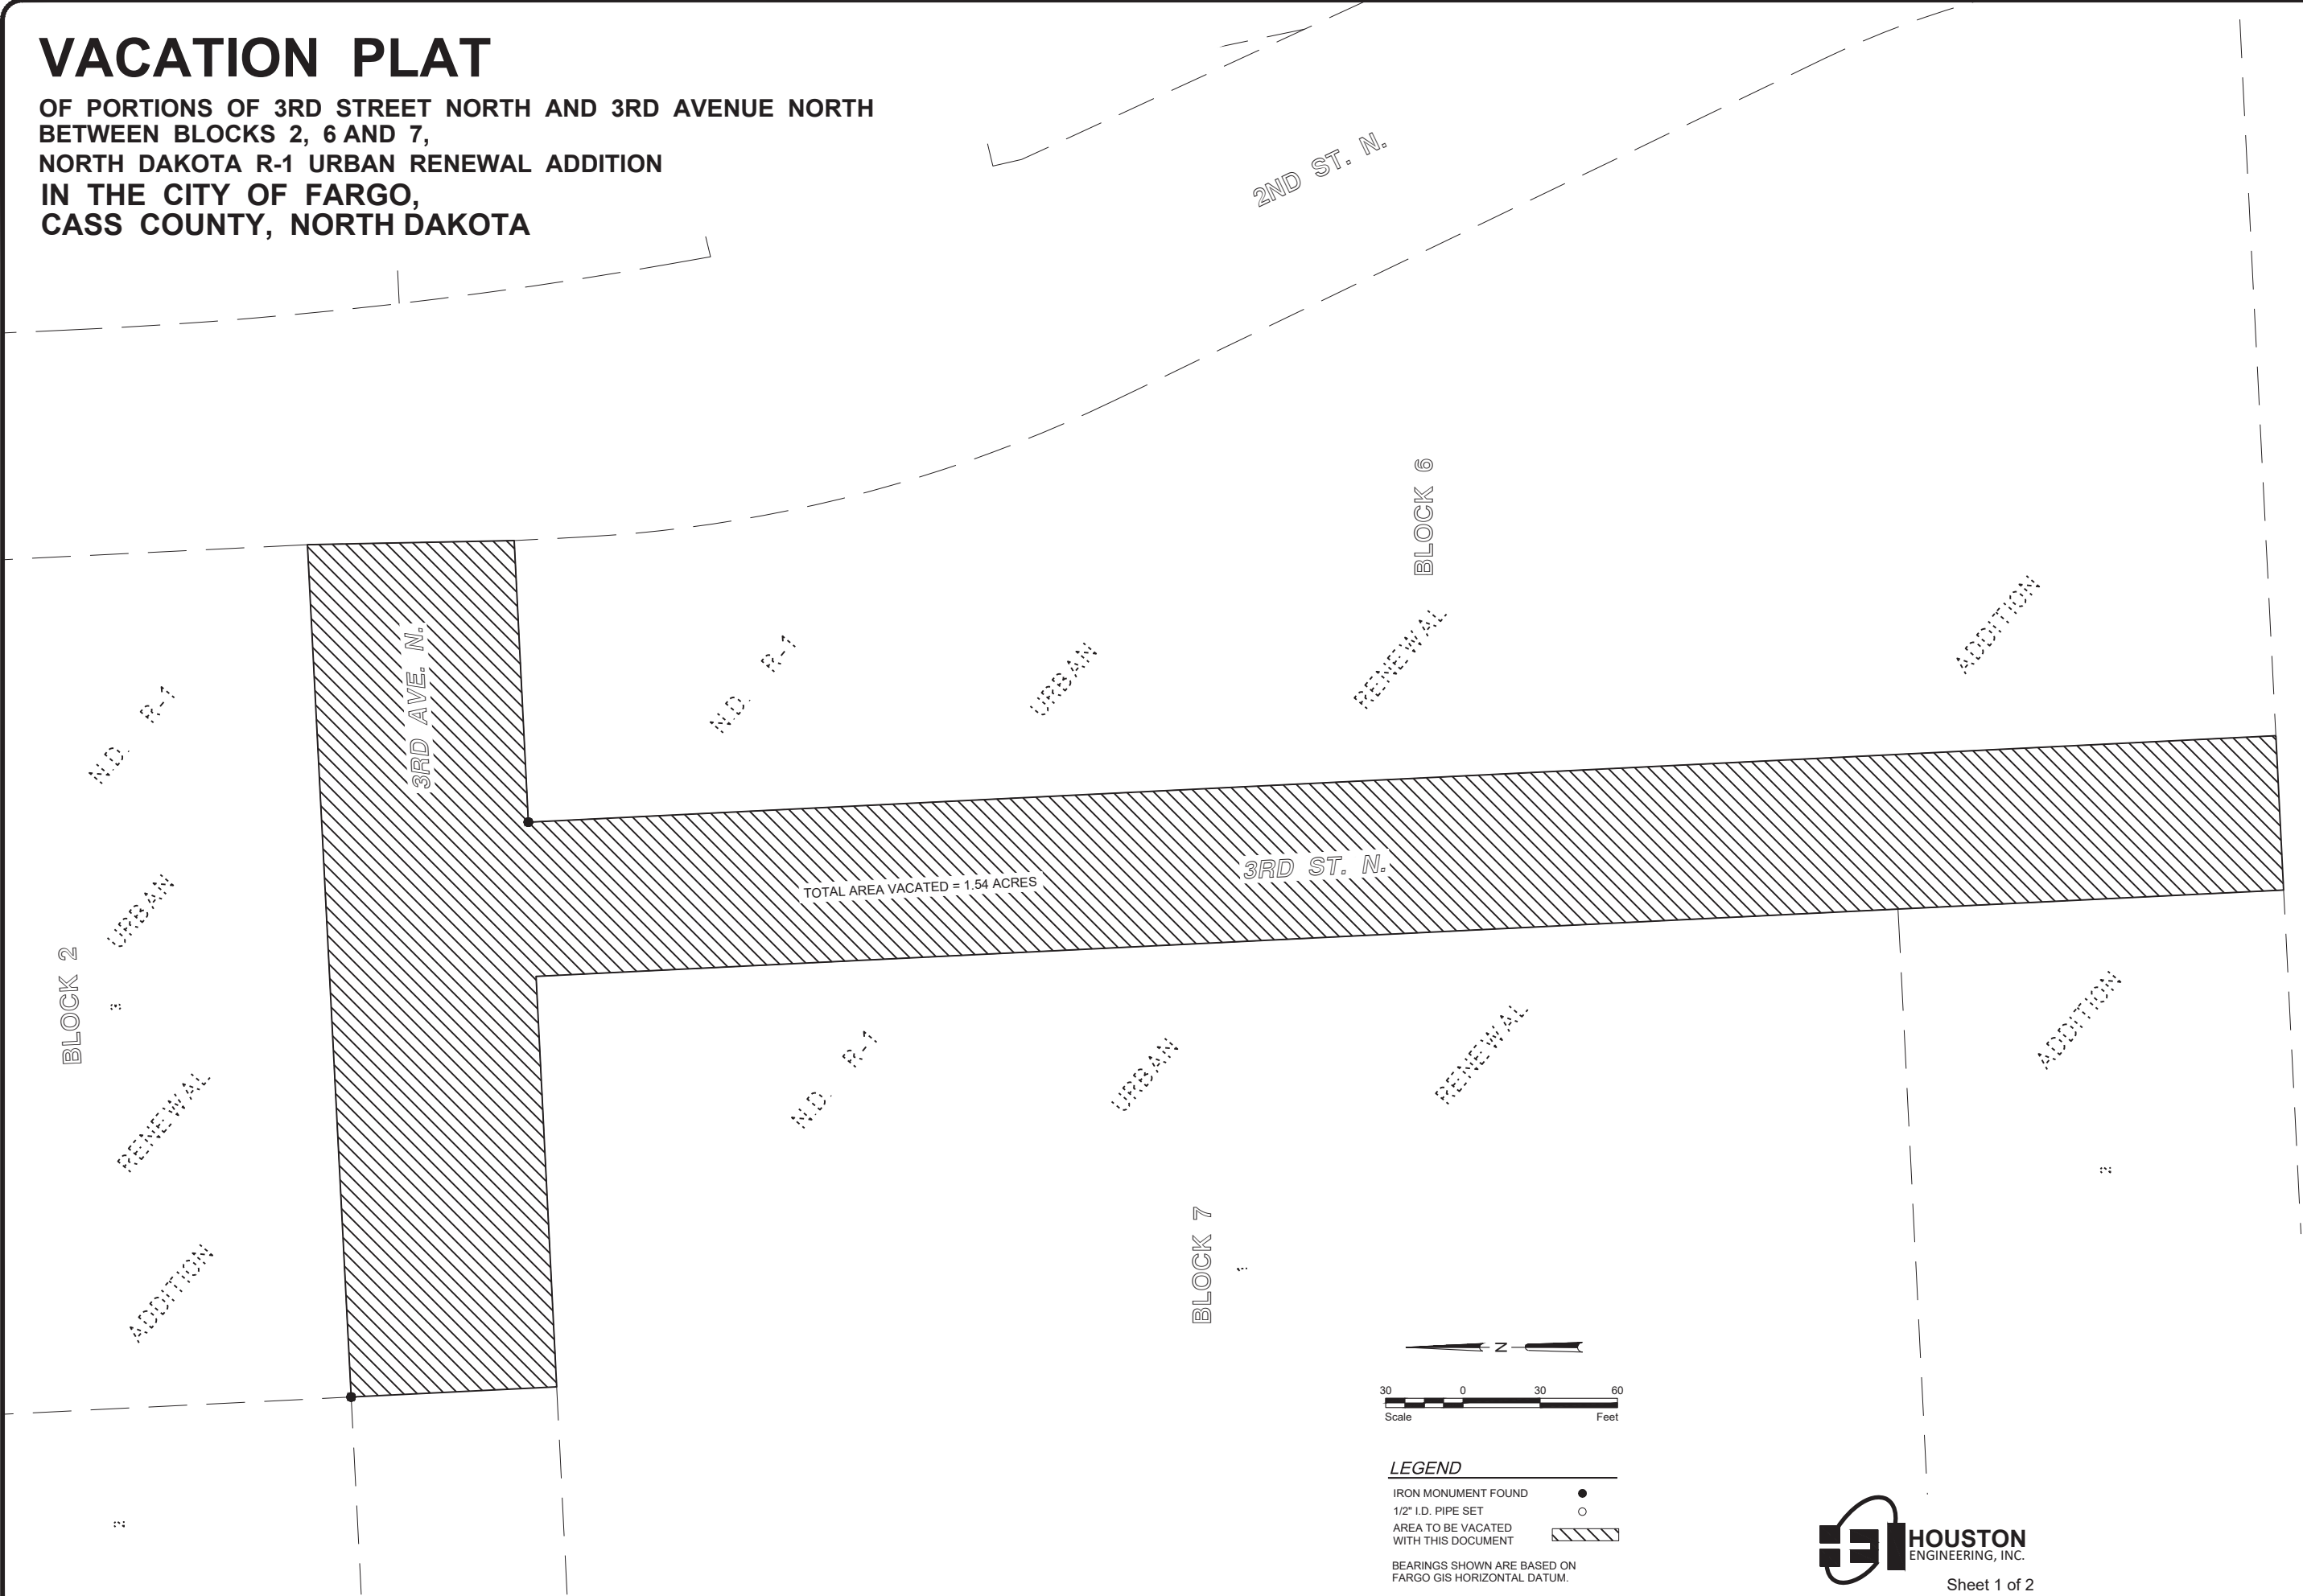 VACATION PLAT
OF PORTIONS OF 3RD STREET NORTH AND 3RD AVENUE NORTH
BETWEEN BLOCKS 2, 6 AND 7,
NORTH DAKOTA R-1 URBAN RENEWAL ADDITION
IN THE CITY OF FARGO,
CASS COUNTY, NORTH DAKOTA
2ND ST. N.
BLOCK 6
N.D. R-1 URBAN RENEWAL ADDITION
3RD AVE. N.
N.D. R-1
URBAN
RENEWAL
ADDITION
BLOCK 2
3
2
TOTAL AREA VACATED = 1.54 ACRES
3RD ST. N.
N.D. R-1 URBAN RENEWAL ADDITION
BLOCK 7
1
2
N
30 0 30 60
Scale Feet
LEGEND
IRON MONUMENT FOUND
1/2" I.D. PIPE SET
AREA TO BE VACATED
WITH THIS DOCUMENT
BEARINGS SHOWN ARE BASED ON
FARGO GIS HORIZONTAL DATUM.
HOUSTON
ENGINEERING, INC.
Sheet 1 of 2